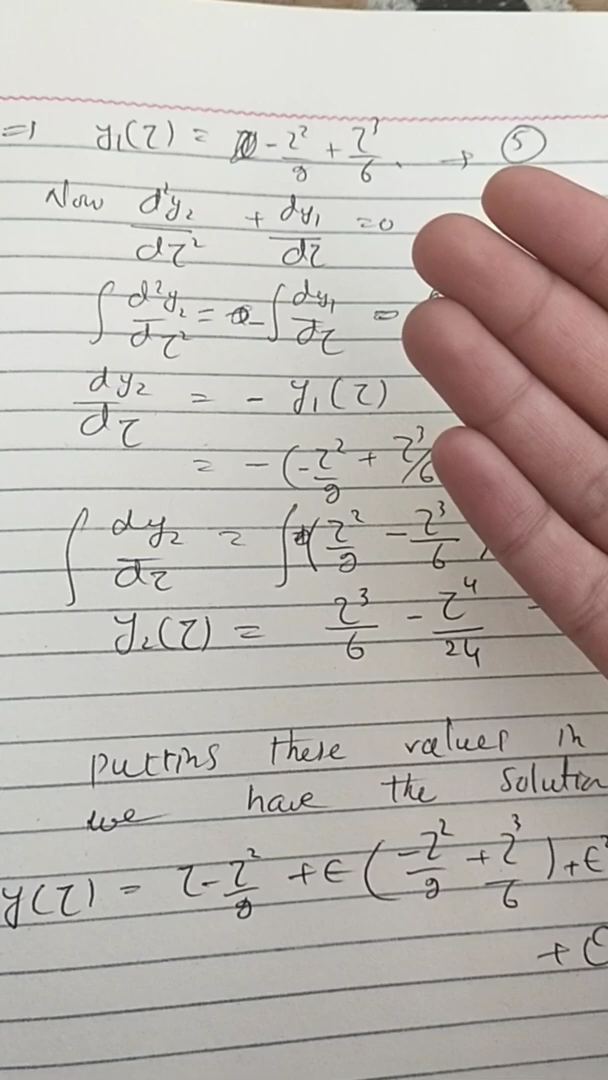 => y₁(τ) = - τ²/2 + τ³/6. → (5)
Now d²y₂/dτ² + dy₁/dτ = 0
∫ d²y₂/dτ² = - ∫ dy₁/dτ =
dy₂/dτ = - y₁(τ)
= - (-τ²/2 + τ³/6
∫ dy₂/dτ = ∫ (τ²/2 - τ³/6
y₂(τ) = τ³/6 - τ⁴/24
putting these values in
we have the solution
y(τ) = τ - τ²/2 + ϵ (-τ²/2 + τ³/6) + ϵ²
+ ϵ